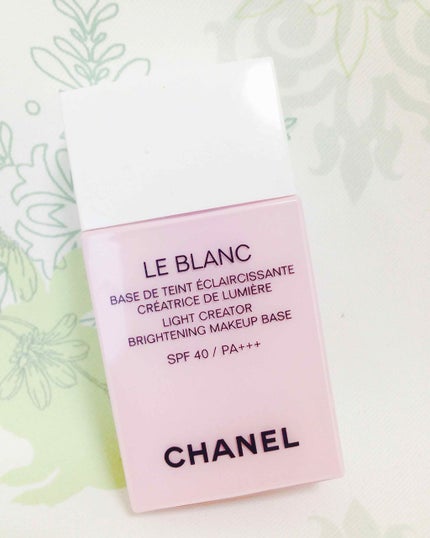 LE BLANC
BASE DE TEINT ÉCLAIRCISSANTE
CRÉATRICE DE LUMIÈRE
LIGHT CREATOR
BRIGHTENING MAKEUP BASE
SPF 40 / PA+++
CHANEL